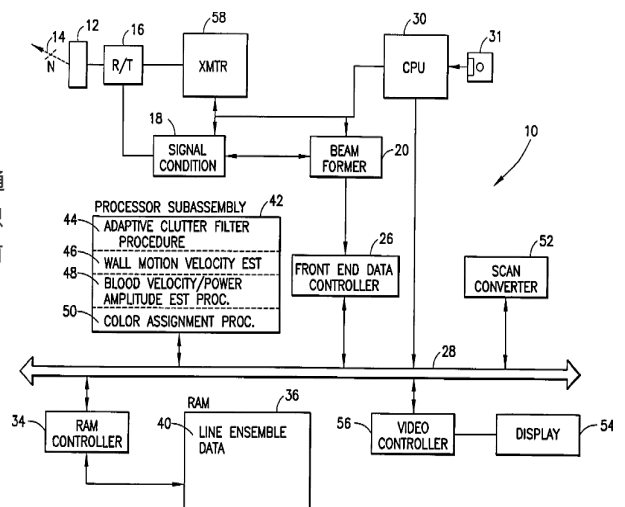 58
12
16
30
14
31
N
R/T
XMTR
CPU
18
SIGNAL
CONDITION
BEAM
FORMER
20
10
PROCESSOR SUBASSEMBLY
42
44
ADAPTIVE CLUTTER FILTER
PROCEDURE
46
WALL MOTION VELOCITY EST
48
BLOOD VELOCITY/POWER
AMPLITUDE EST PROC.
50
COLOR ASSIGNMENT PROC.
26
FRONT END DATA
CONTROLLER
52
SCAN
CONVERTER
28
34
RAM
CONTROLLER
RAM
36
40
LINE ENSEMBLE
DATA
56
VIDEO
CONTROLLER
DISPLAY
54